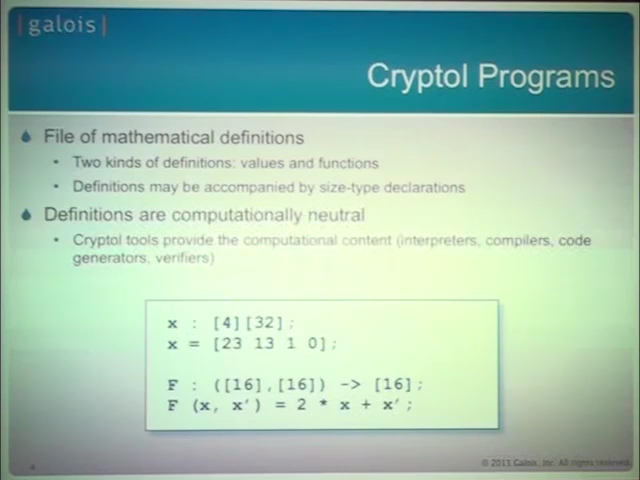 |galois|
Cryptol Programs
File of mathematical definitions
• Two kinds of definitions: values and functions
• Definitions may be accompanied by size-type declarations
Definitions are computationally neutral
• Cryptol tools provide the computational content (interpreters, compilers, code
generators, verifiers)
x : [4][32];
x = [23 13 1 0];
F : ([16],[16]) -> [16];
F (x, x') = 2 * x + x';
4
© 2013 Galois, Inc. All rights reserved.